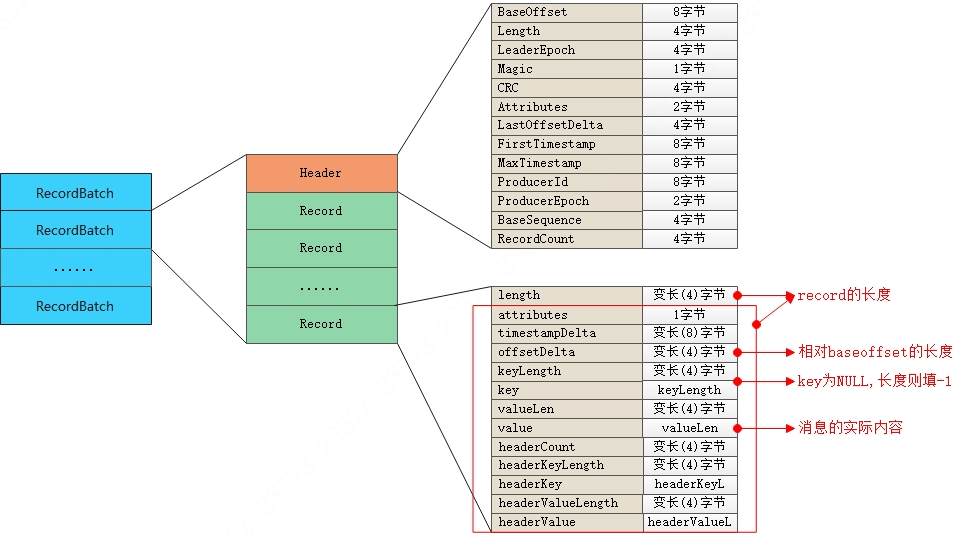 BaseOffset 8字节
Length 4字节
LeaderEpoch 4字节
Magic 1字节
CRC 4字节
Attributes 2字节
LastOffsetDelta 4字节
FirstTimestamp 8字节
MaxTimestamp 8字节
ProducerId 8字节
ProducerEpoch 2字节
BaseSequence 4字节
RecordCount 4字节
RecordBatch
RecordBatch
......
RecordBatch
Header
Record
Record
......
Record
length 变长(4)字节 record的长度
attributes 1字节
timestampDelta 变长(8)字节
offsetDelta 变长(4)字节 相对baseoffset的长度
keyLength 变长(4)字节 key为NULL,长度则填-1
key keyLength
valueLen 变长(4)字节
value valueLen 消息的实际内容
headerCount 变长(4)字节
headerKeyLength 变长(4)字节
headerKey headerKeyL
headerValueLength 变长(4)字节
headerValue headerValueL